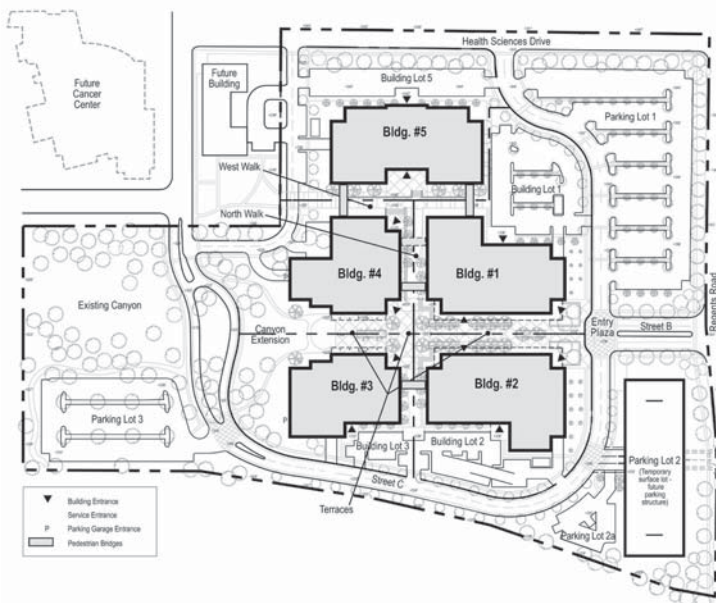 Health Sciences Drive
Future
Cancer
Center
Future
Building
Building Lot 5
Parking Lot 1
Bldg. #5
West Walk
Building Lot 1
North Walk
Bldg. #4
Bldg. #1
Existing Canyon
Canyon
Extension
Entry
Plaza
Street B
Regents Road
Bldg. #3
Bldg. #2
Parking Lot 3
P
Building Lot 3
Building Lot 2
Parking Lot 2
(Temporary
surface lot -
future
parking
structure)
Street C
Terraces
Parking Lot 2a
Building Entrance
Service Entrance
P Parking Garage Entrance
Pedestrian Bridges